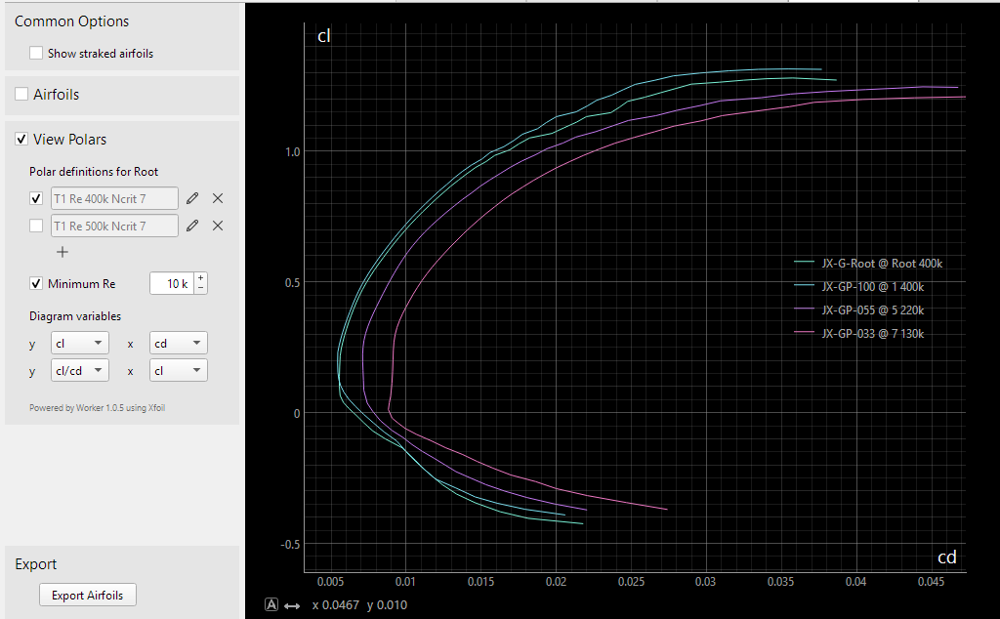 Common Options
Show straked airfoils
Airfoils
View Polars
Polar definitions for Root
T1 Re 400k Ncrit 7
T1 Re 500k Ncrit 7
Minimum Re 10 k
Diagram variables
y cl x cd
y cl/cd x cl
Powered by Worker 1.0.5 using Xfoil
Export
Export Airfoils
cl
1.0
0.5
0
-0.5
JX-G-Root @ Root 400k
JX-GP-100 @ 1 400k
JX-GP-055 @ 5 220k
JX-GP-033 @ 7 130k
cd
0.005 0.01 0.015 0.02 0.025 0.03 0.035 0.04 0.045
A x 0.0467 y 0.010